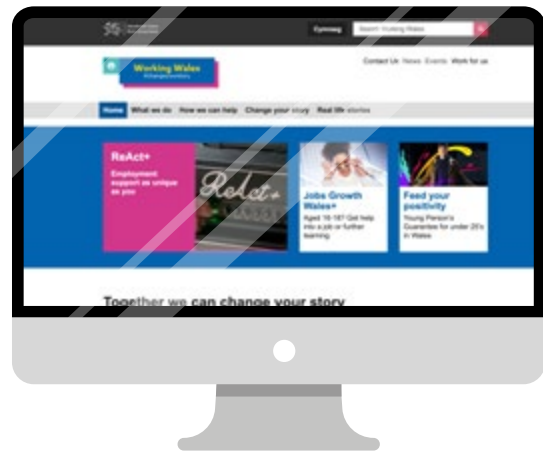 Cymraeg
Search Working Wales
Working Wales
#changeyourstory
Contact Us News Events Work for us
Home What we do How we can help Change your story Real life stories
ReAct+
Employment
support as unique
as you
ReAct+
Jobs Growth
Wales+
Aged 16-18? Get help
into a job or further
learning
Feed your
positivity
Young Person's
Guarantee for under 25's
in Wales
Together we can change your story